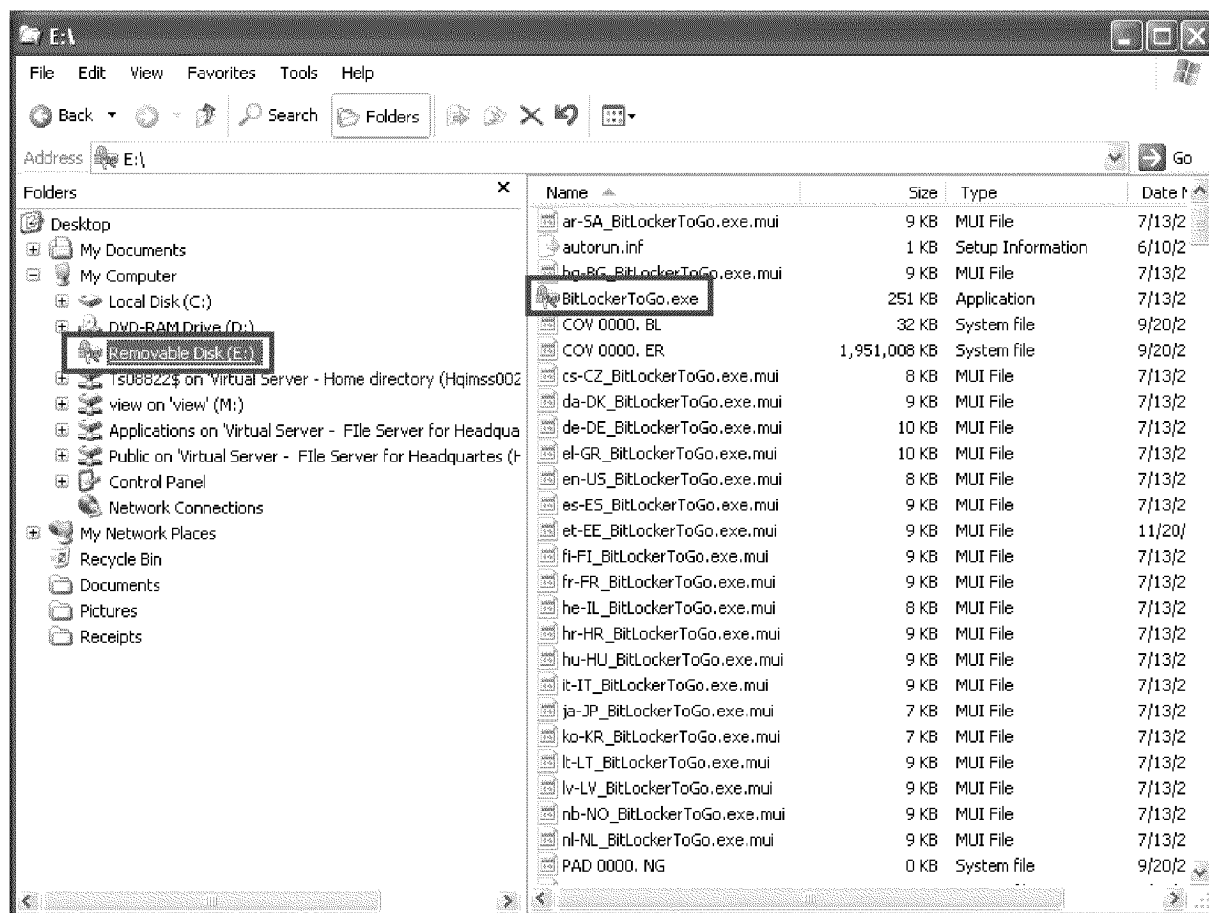 E:\
File Edit View Favorites Tools Help
Back Search Folders
Address E:\ Go
Folders X
Desktop
My Documents
My Computer
Local Disk (C:)
DVD-RAM Drive (D:)
Removable Disk (E:)
Ts08822$ on 'Virtual Server - Home directory (Hqimss002
view on 'view' (M:)
Applications on 'Virtual Server - FIle Server for Headqua
Public on 'Virtual Server - FIle Server for Headquartes (H
Control Panel
Network Connections
My Network Places
Recycle Bin
Documents
Pictures
Receipts
Name Size Type Date M
ar-SA_BitLockerToGo.exe.mui 9 KB MUI File 7/13/2
autorun.inf 1 KB Setup Information 6/10/2
bg-BG_BitLockerToGo.exe.mui 9 KB MUI File 7/13/2
BitLockerToGo.exe 251 KB Application 7/13/2
COV 0000. BL 32 KB System file 9/20/2
COV 0000. ER 1,951,008 KB System file 9/20/2
cs-CZ_BitLockerToGo.exe.mui 8 KB MUI File 7/13/2
da-DK_BitLockerToGo.exe.mui 9 KB MUI File 7/13/2
de-DE_BitLockerToGo.exe.mui 10 KB MUI File 7/13/2
el-GR_BitLockerToGo.exe.mui 10 KB MUI File 7/13/2
en-US_BitLockerToGo.exe.mui 8 KB MUI File 7/13/2
es-ES_BitLockerToGo.exe.mui 9 KB MUI File 7/13/2
et-EE_BitLockerToGo.exe.mui 9 KB MUI File 11/20/
fi-FI_BitLockerToGo.exe.mui 9 KB MUI File 7/13/2
fr-FR_BitLockerToGo.exe.mui 9 KB MUI File 7/13/2
he-IL_BitLockerToGo.exe.mui 8 KB MUI File 7/13/2
hr-HR_BitLockerToGo.exe.mui 9 KB MUI File 7/13/2
hu-HU_BitLockerToGo.exe.mui 9 KB MUI File 7/13/2
it-IT_BitLockerToGo.exe.mui 9 KB MUI File 7/13/2
ja-JP_BitLockerToGo.exe.mui 7 KB MUI File 7/13/2
ko-KR_BitLockerToGo.exe.mui 7 KB MUI File 7/13/2
lt-LT_BitLockerToGo.exe.mui 9 KB MUI File 7/13/2
lv-LV_BitLockerToGo.exe.mui 9 KB MUI File 7/13/2
nb-NO_BitLockerToGo.exe.mui 9 KB MUI File 7/13/2
nl-NL_BitLockerToGo.exe.mui 9 KB MUI File 7/13/2
PAD 0000. NG 0 KB System file 9/20/2